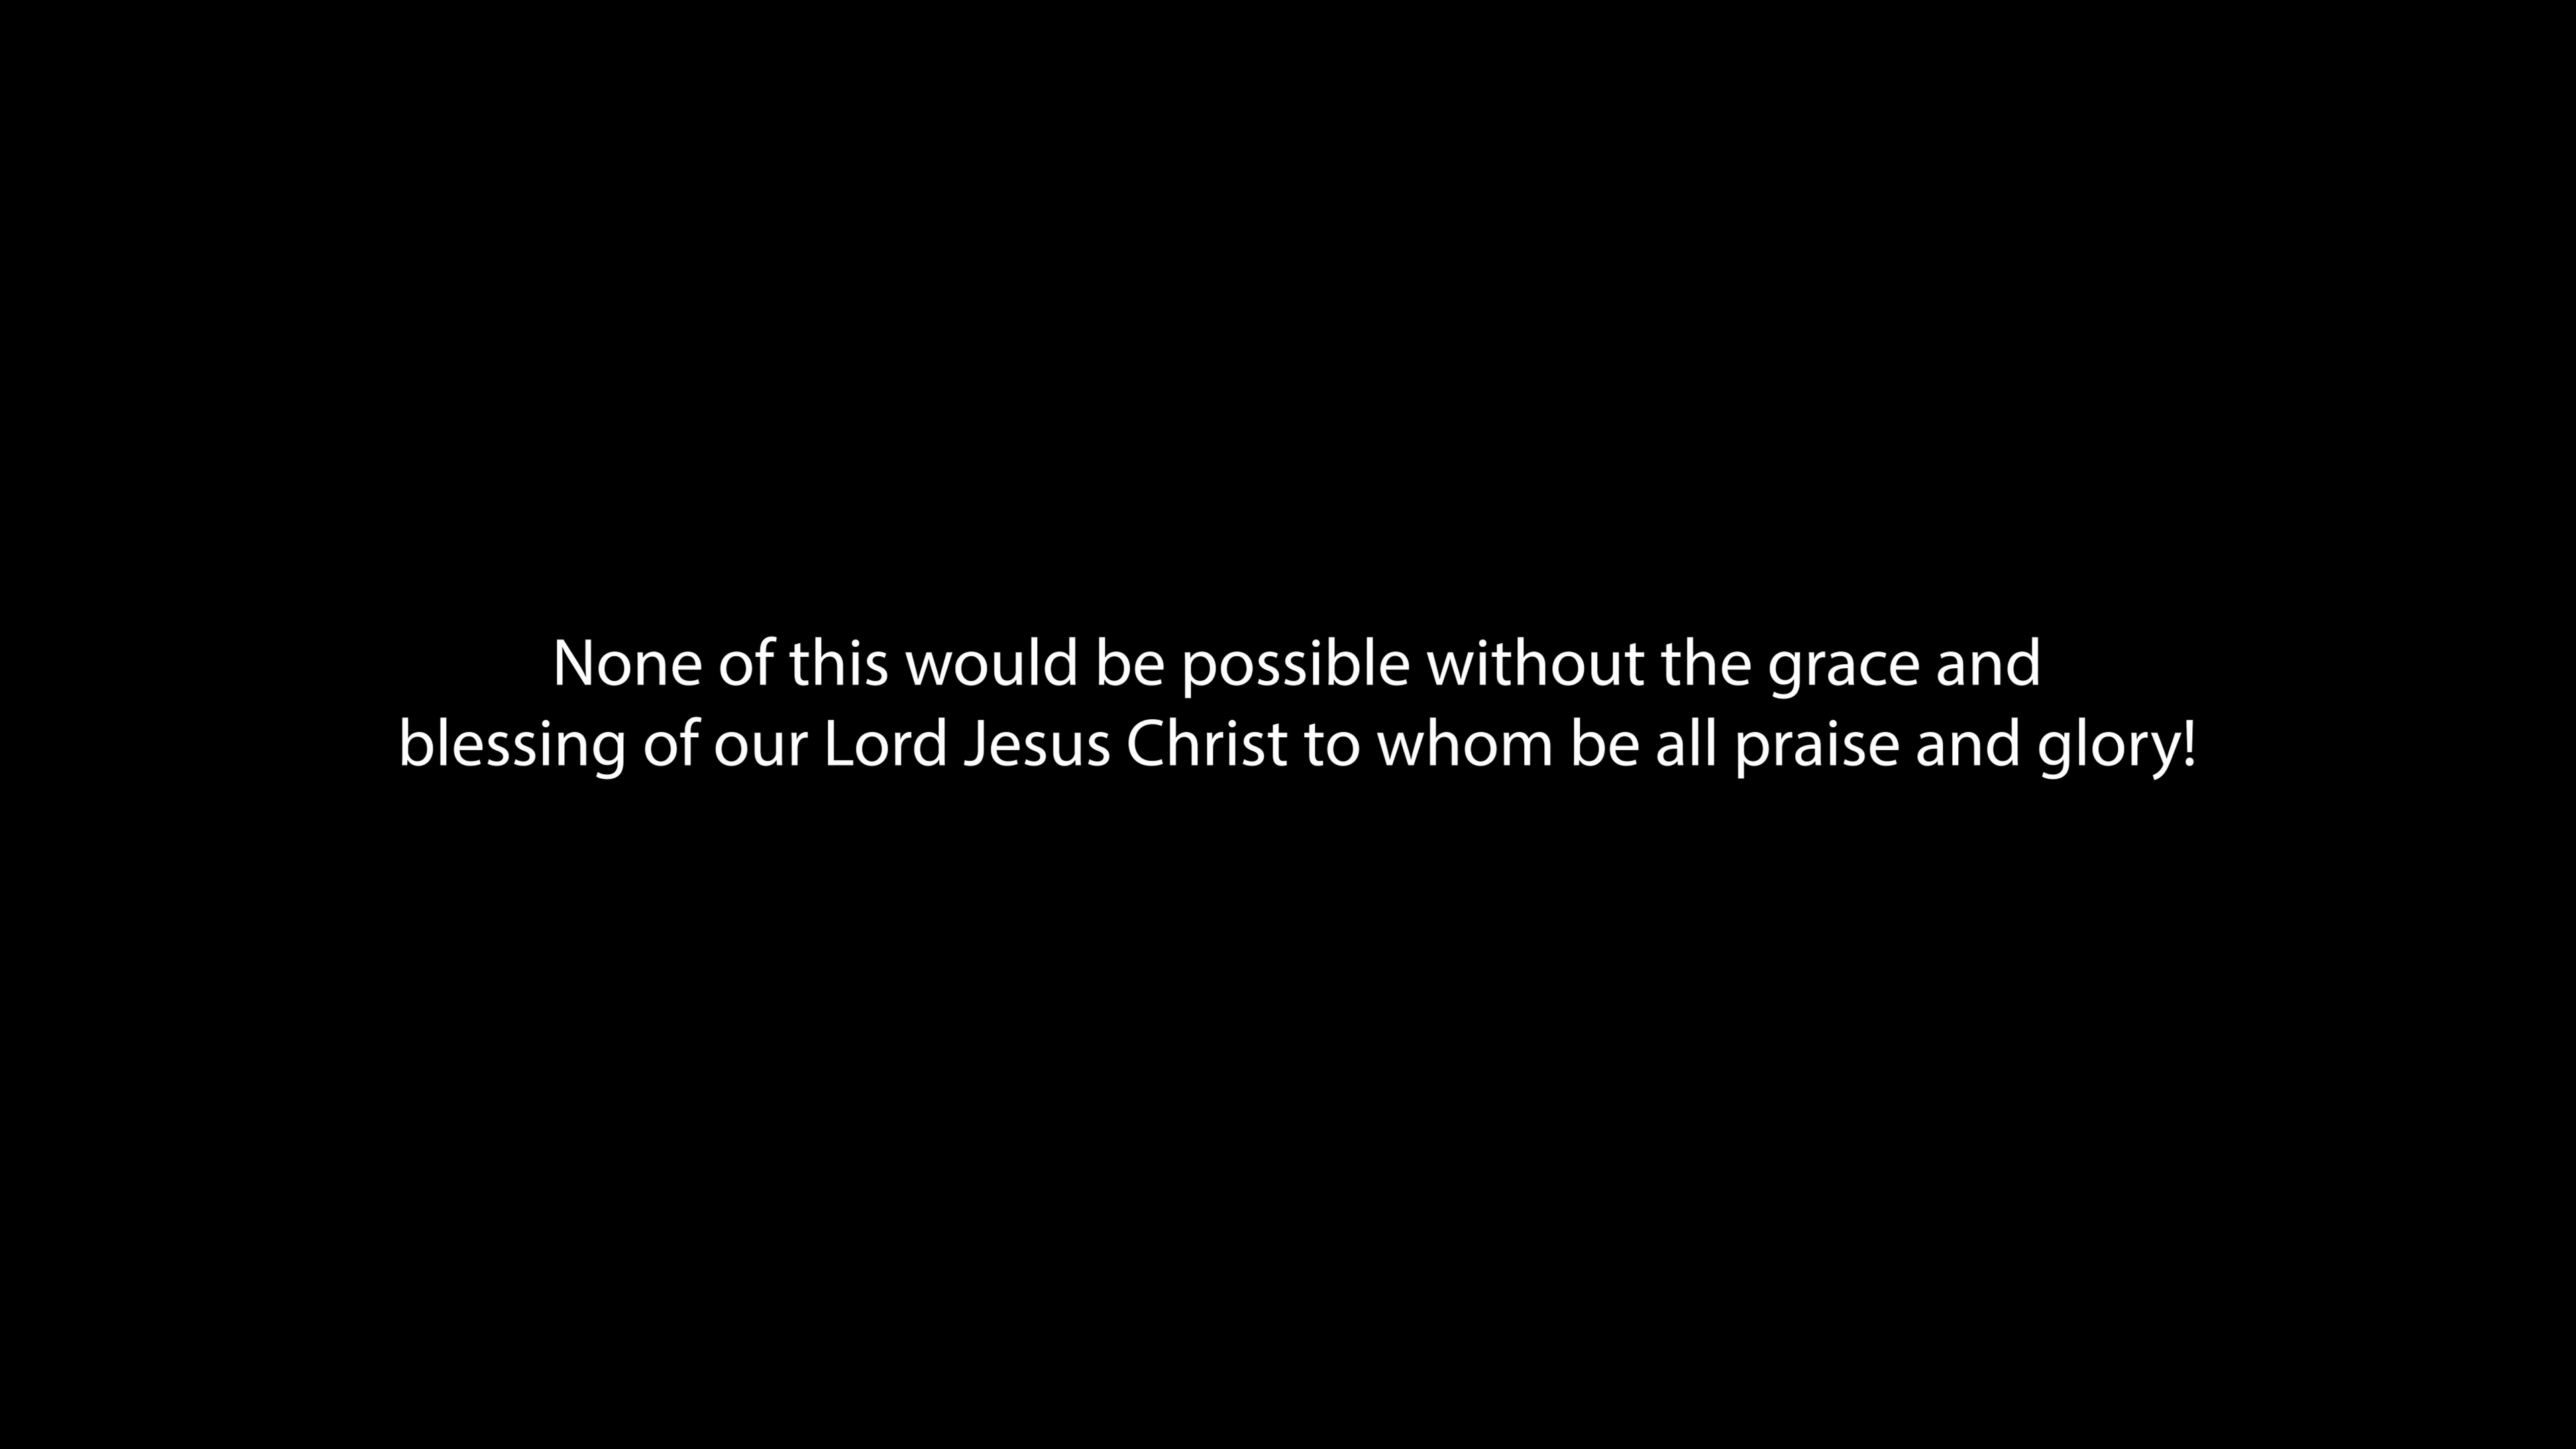 None of this would be possible without the grace and
blessing of our Lord Jesus Christ to whom be all praise and glory!